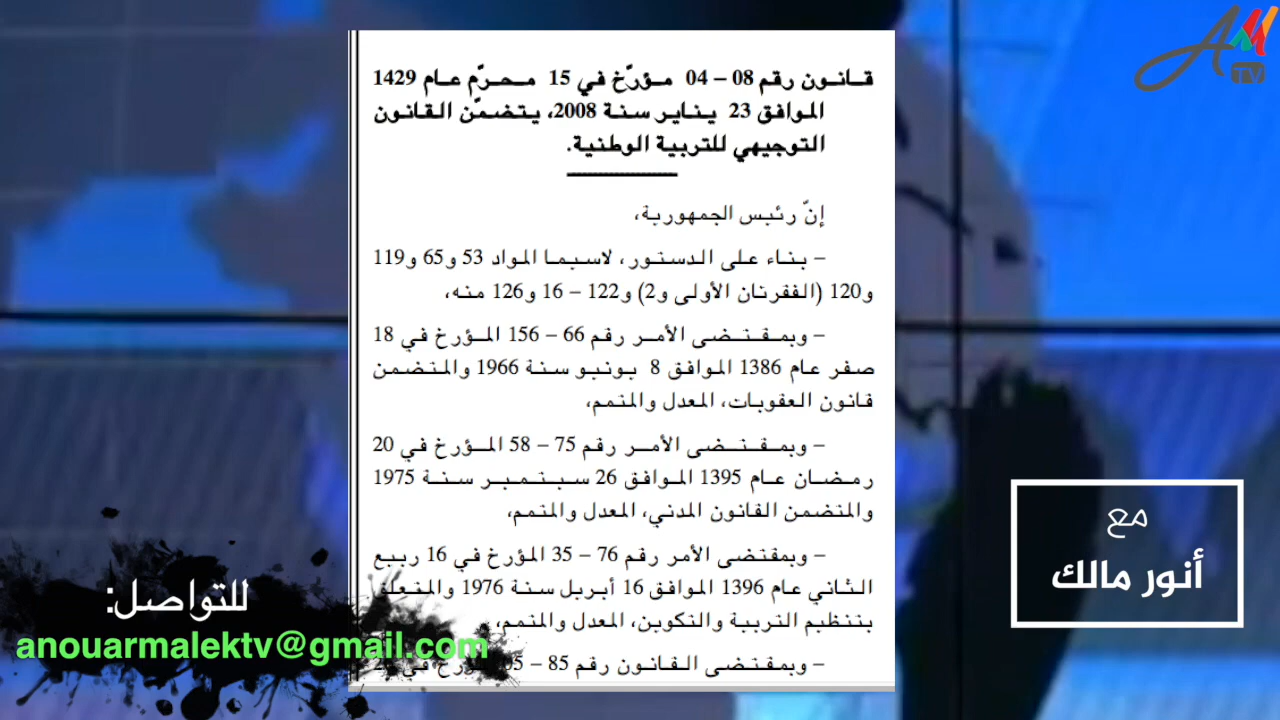 قانون رقم 08 – 04 مؤرّخ في 15 محرّم عام 1429
الموافق 23 يناير سنة 2008، يتضمّن القانون
التوجيهي للتربية الوطنية.
إنّ رئيس الجمهورية،
– بناء على الدستور، لاسيما المواد 53 و65 و119
و120 (الفقرتان الأولى و2) و122 – 16 و126 منه،
– وبمقتضى الأمر رقم 66 – 156 المؤرخ في 18
صفر عام 1386 الموافق 8 يونيو سنة 1966 والمتضمن
قانون العقوبات، المعدل والمتمم،
– وبمقتضى الأمر رقم 75 – 58 المؤرخ في 20
رمضان عام 1395 الموافق 26 سبتمبر سنة 1975
والمتضمن القانون المدني، المعدل والمتمم،
– وبمقتضى الأمر رقم 76 – 35 المؤرخ في 16 ربيع
الثاني عام 1396 الموافق 16 أبريل سنة 1976 والمتعلق
بتنظيم التربية والتكوين، المعدل والمتمم،
– وبمقتضى القانون رقم 85 – 05 المؤرخ في
مع
أنور مالك
للتواصل:
anouarmalektv@gmail.com
AM
TV